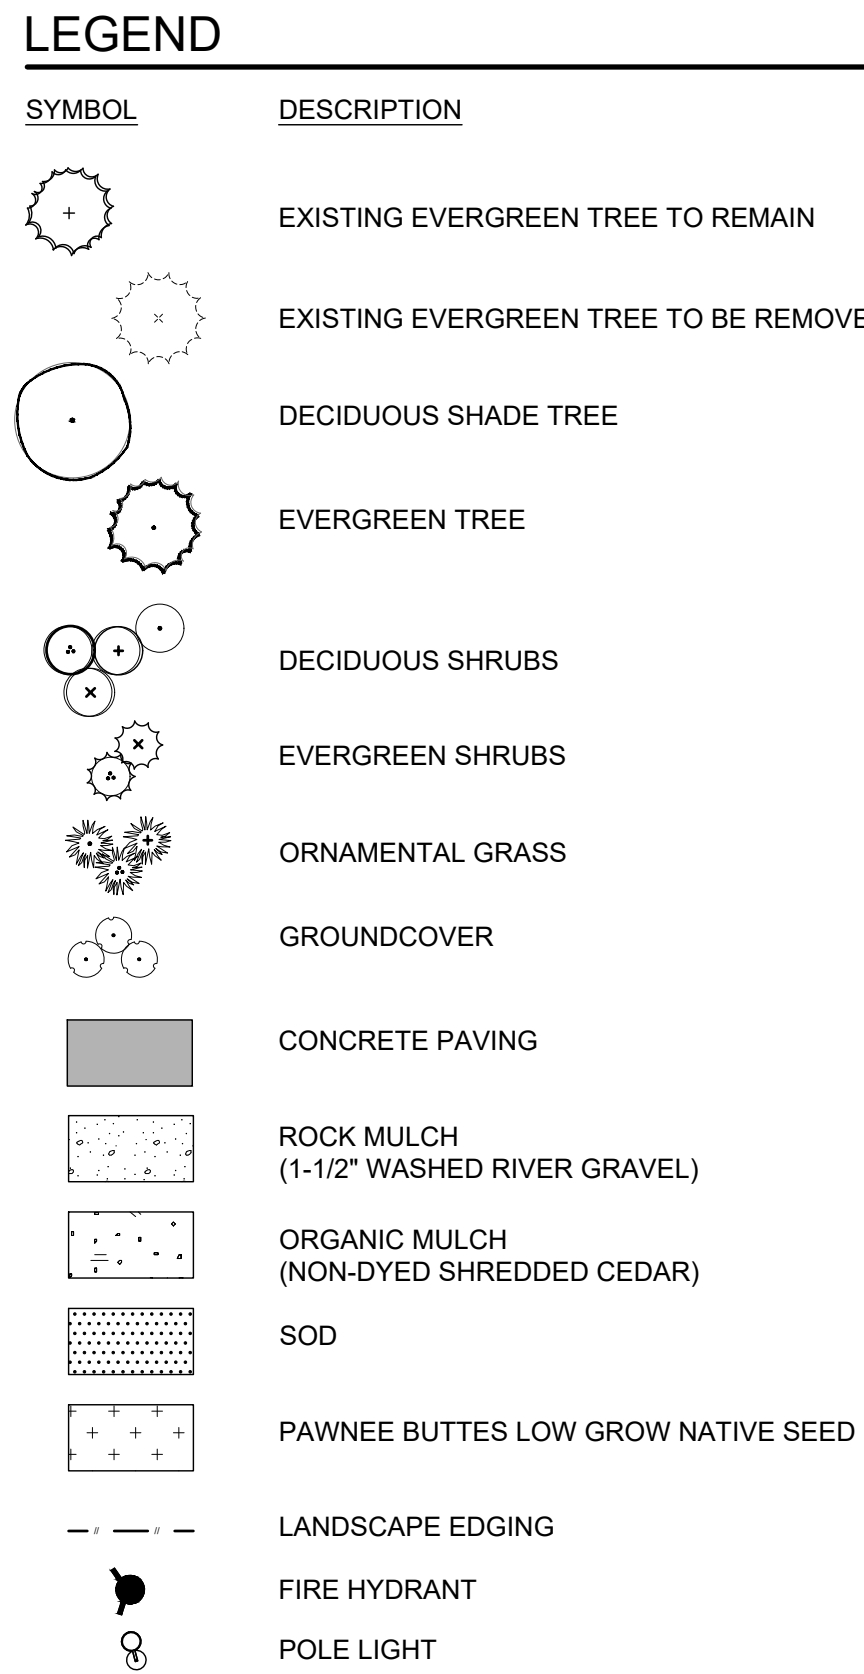 LEGEND
SYMBOL DESCRIPTION
EXISTING EVERGREEN TREE TO REMAIN
EXISTING EVERGREEN TREE TO BE REMOVE
DECIDUOUS SHADE TREE
EVERGREEN TREE
DECIDUOUS SHRUBS
EVERGREEN SHRUBS
ORNAMENTAL GRASS
GROUNDCOVER
CONCRETE PAVING
ROCK MULCH
(1-1/2" WASHED RIVER GRAVEL)
ORGANIC MULCH
(NON-DYED SHREDDED CEDAR)
SOD
PAWNEE BUTTES LOW GROW NATIVE SEED
LANDSCAPE EDGING
FIRE HYDRANT
POLE LIGHT